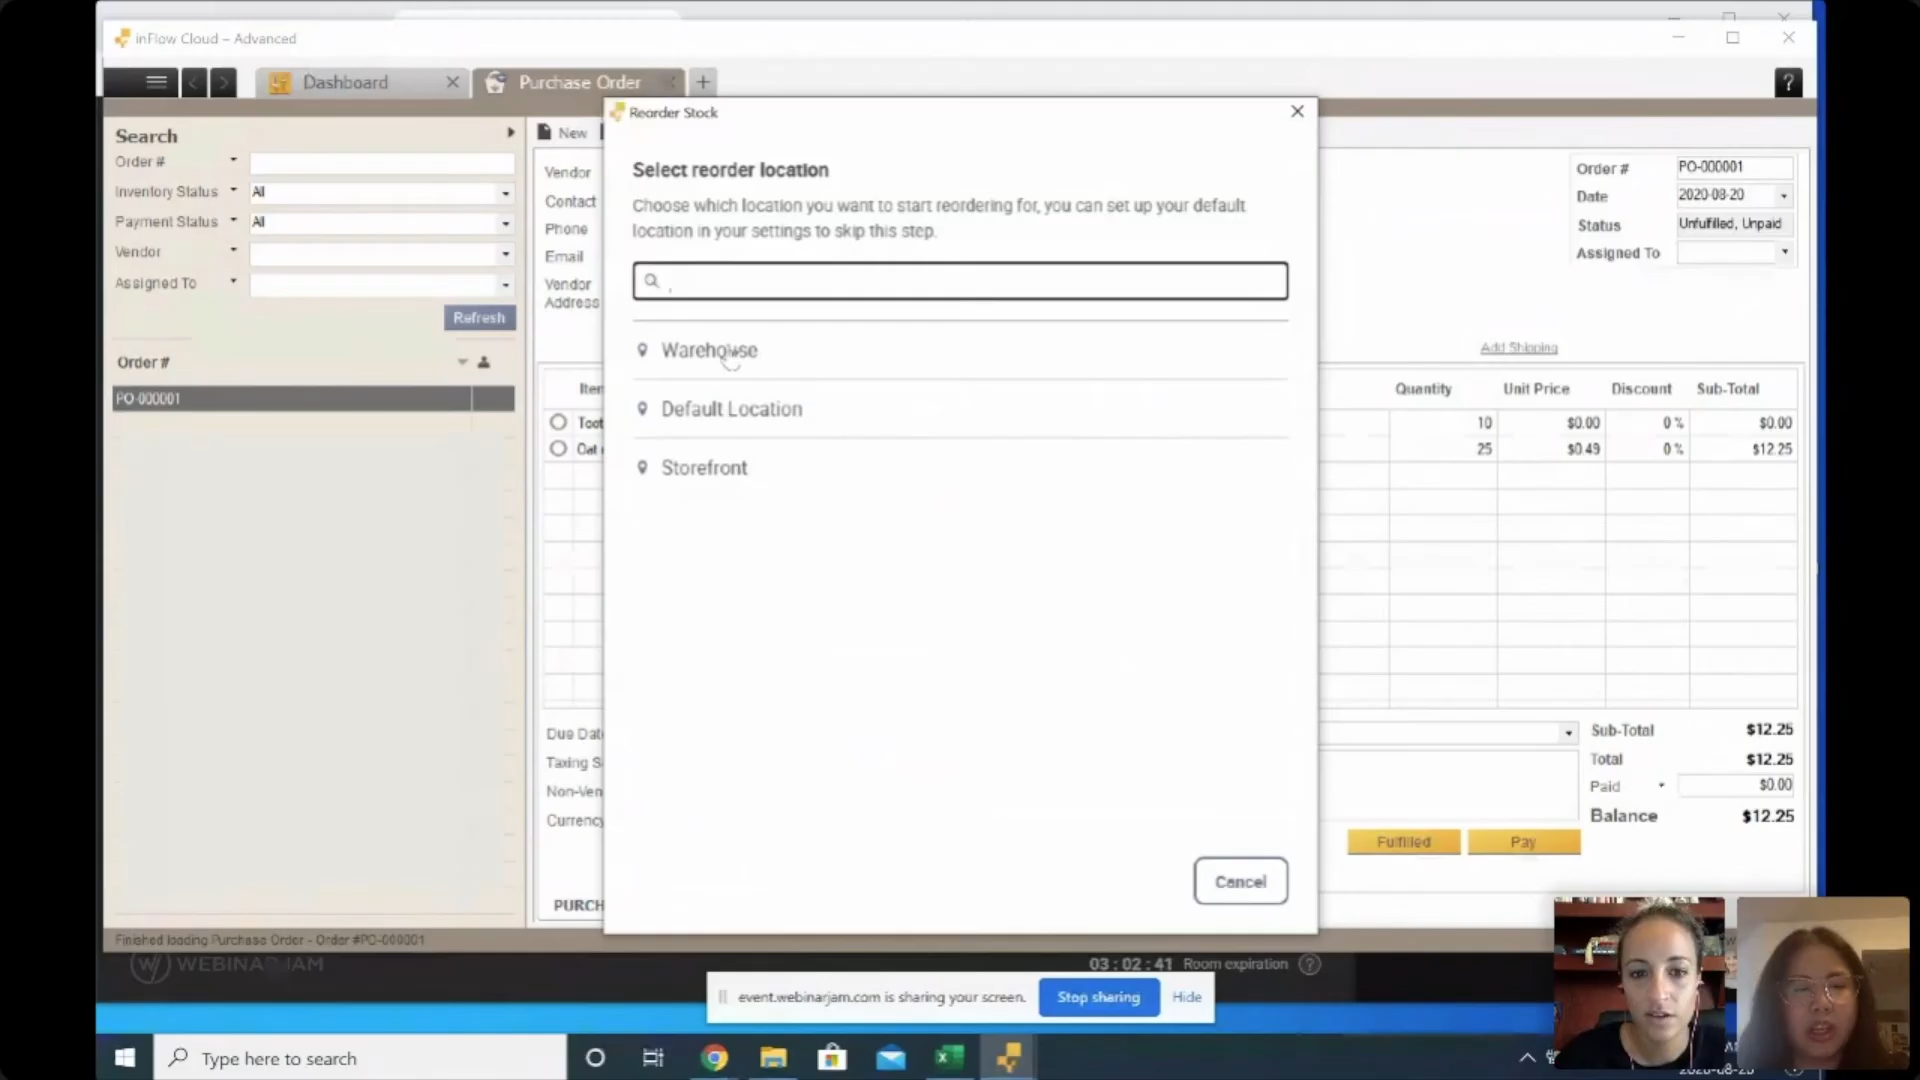 inFlow Cloud – Advanced
Dashboard
Purchase Order
?
Search
Order #
Inventory Status All
Payment Status All
Vendor
Assigned To
Refresh
Order #
PO-000001
New
Vendor
Contact
Phone
Email
Vendor
Address
Reorder Stock
Select reorder location
Choose which location you want to start reordering for, you can set up your default
location in your settings to skip this step.
Warehouse
Default Location
Storefront
Cancel
Order # PO-000001
Date 2020-08-20
Status Unfulfilled, Unpaid
Assigned To
Add Shipping
Quantity Unit Price Discount Sub-Total
10 $0.00 0 % $0.00
25 $0.49 0 % $12.25
Sub-Total $12.25
Total $12.25
Paid $0.00
Balance $12.25
Fulfilled Pay
Currency
Finished loading Purchase Order - Order #PO-000001
WEBINARJAM
03:02:41 Room expiration ?
event.webinarjam.com is sharing your screen. Stop sharing Hide
Type here to search